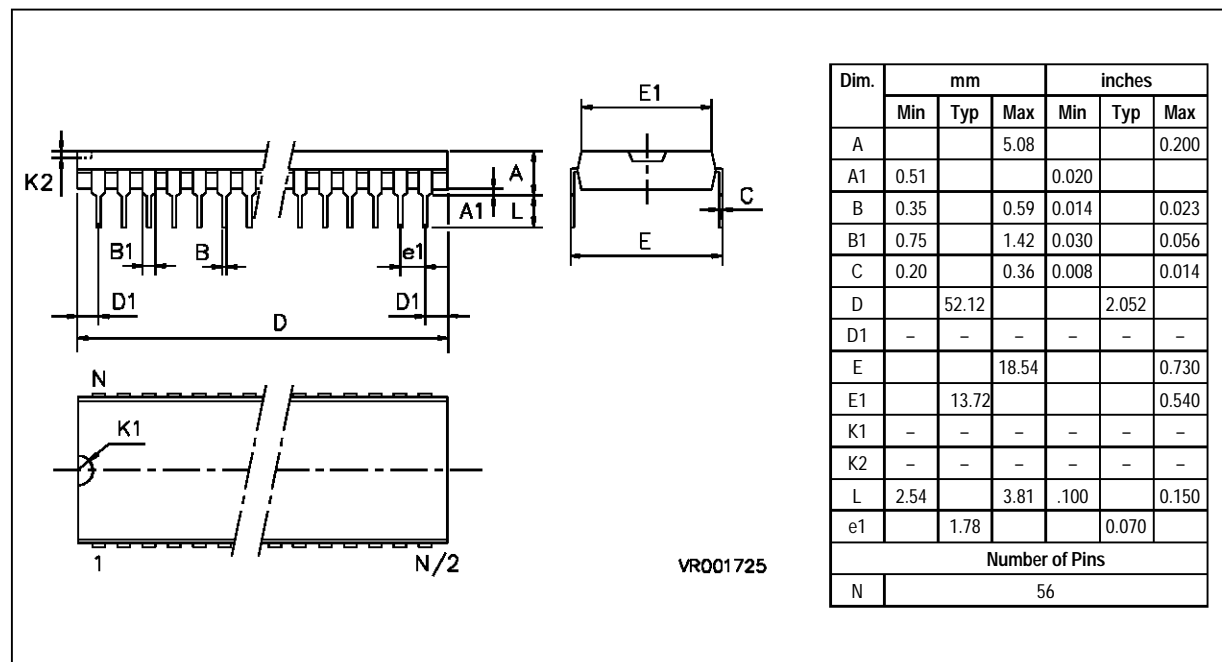 E1
K2
A
A1
L
C
B1
B
e1
E
D1
D1
D
N
K1
1
N/2
VR001725
Dim. mm inches
Min Typ Max Min Typ Max
A 5.08 0.200
A1 0.51 0.020
B 0.35 0.59 0.014 0.023
B1 0.75 1.42 0.030 0.056
C 0.20 0.36 0.008 0.014
D 52.12 2.052
D1 – – – – – –
E 18.54 0.730
E1 13.72 0.540
K1 – – – – – –
K2 – – – – – –
L 2.54 3.81 .100 0.150
e1 1.78 0.070
Number of Pins
N 56